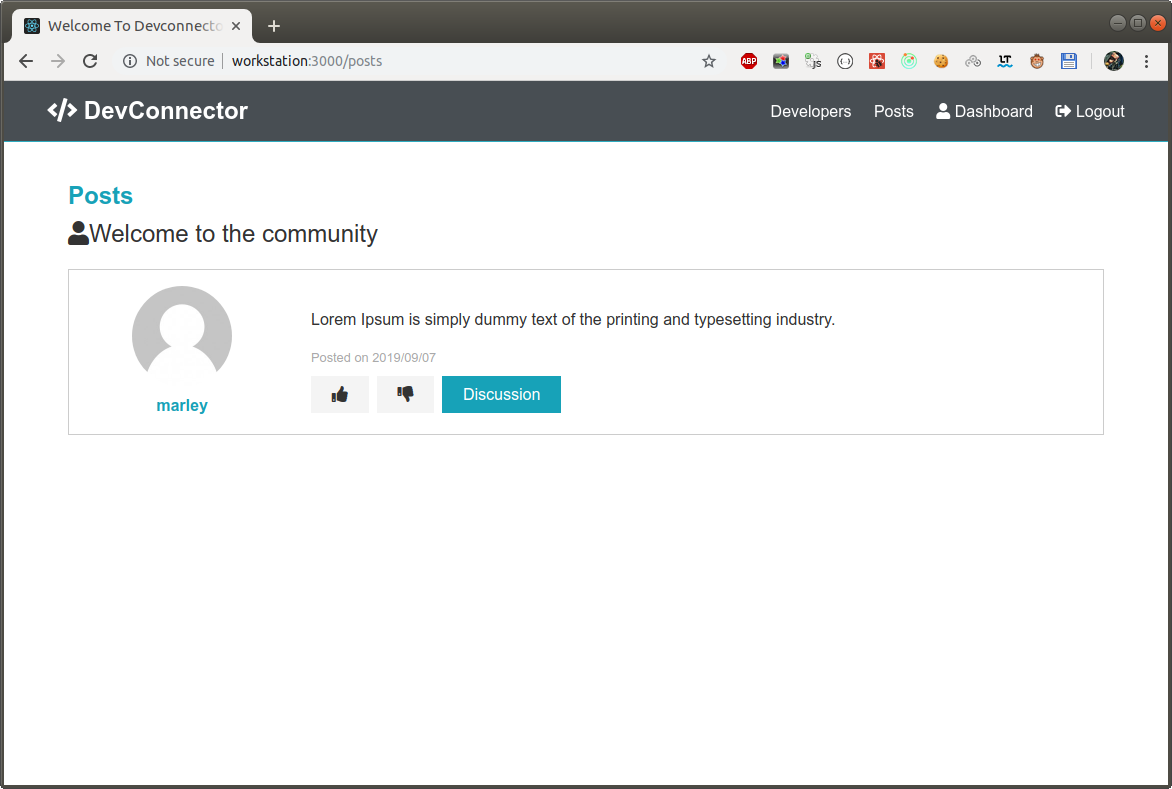 Welcome To Devconnecto
Not secure
workstation:3000/posts
ABP
JS
LT
DevConnector
Developers
Posts
Dashboard
Logout
Posts
Welcome to the community
Lorem Ipsum is simply dummy text of the printing and typesetting industry.
Posted on 2019/09/07
Discussion
marley